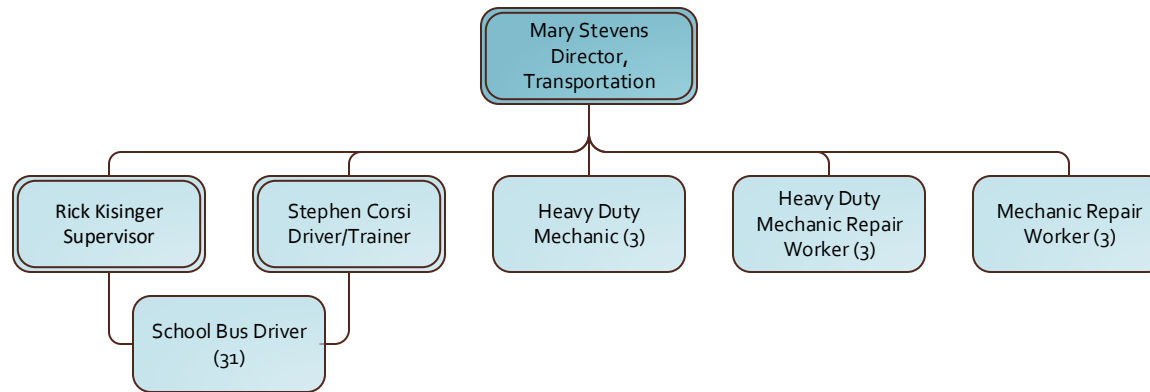 Mary Stevens
Director,
Transportation
Rick Kisinger
Supervisor
Stephen Corsi
Driver/Trainer
Heavy Duty
Mechanic (3)
Heavy Duty
Mechanic Repair
Worker (3)
Mechanic Repair
Worker (3)
School Bus Driver
(31)